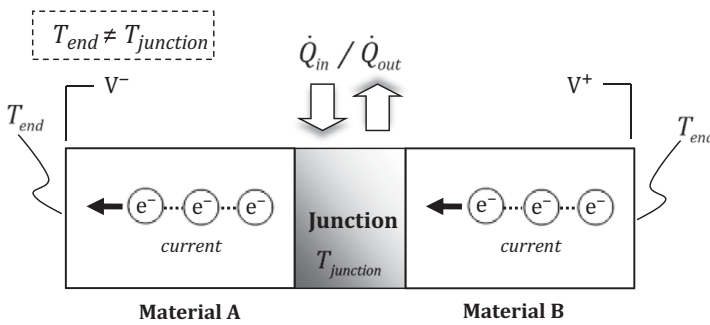 T_end ≠ T_junction
Q̇_in / Q̇_out
V⁻
V⁺
T_end
T_end
e⁻ e⁻ e⁻
e⁻ e⁻ e⁻
Junction
current
current
T_junction
Material A
Material B